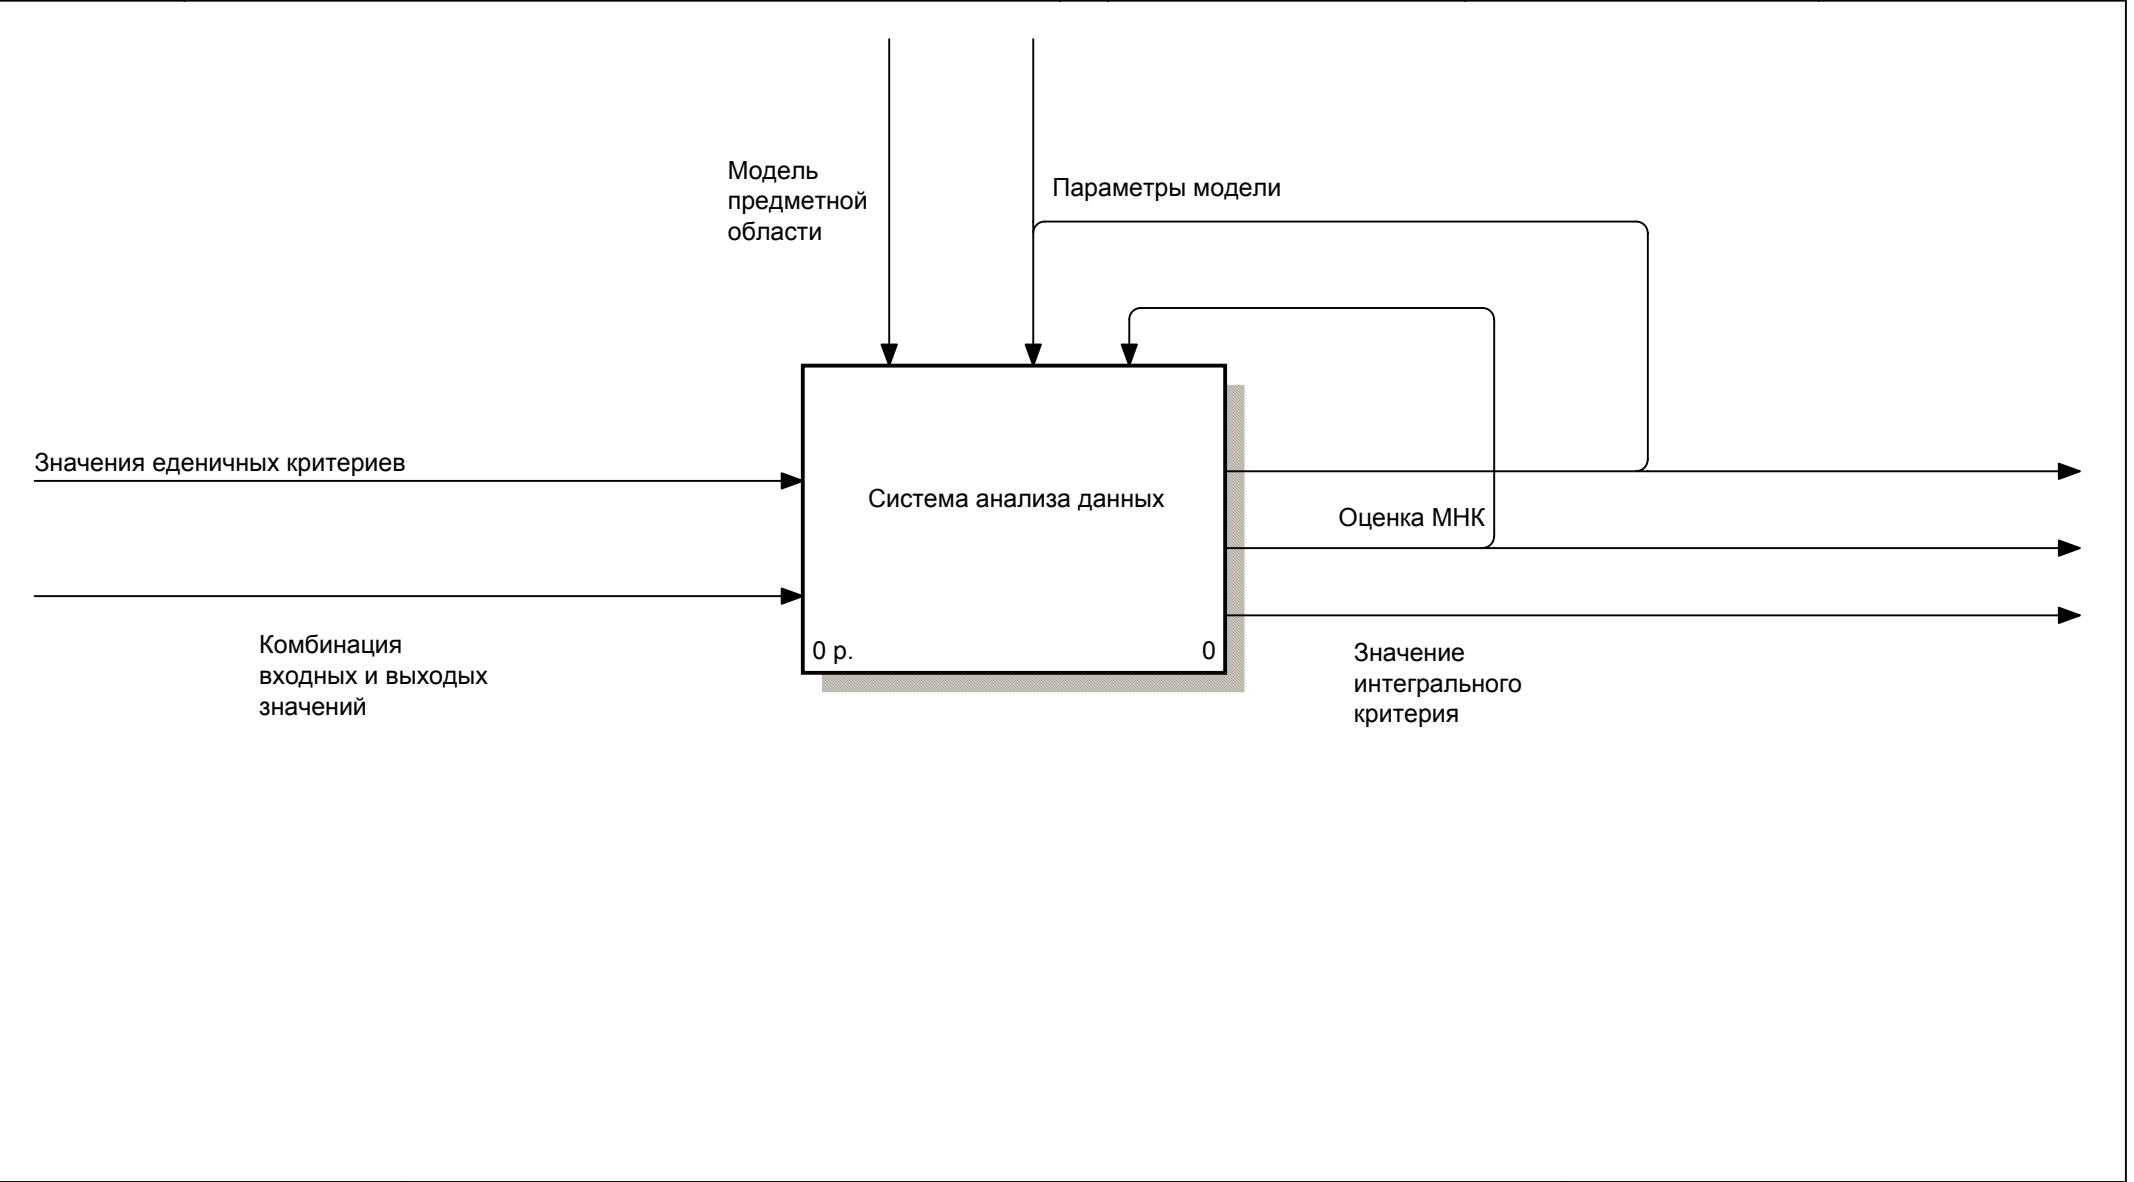 Модель
предметной
области
Параметры модели
Значения еденичных критериев
Система анализа данных
Оценка МНК
Комбинация
входных и выходых
значений
0 р.
0
Значение
интегрального
критерия